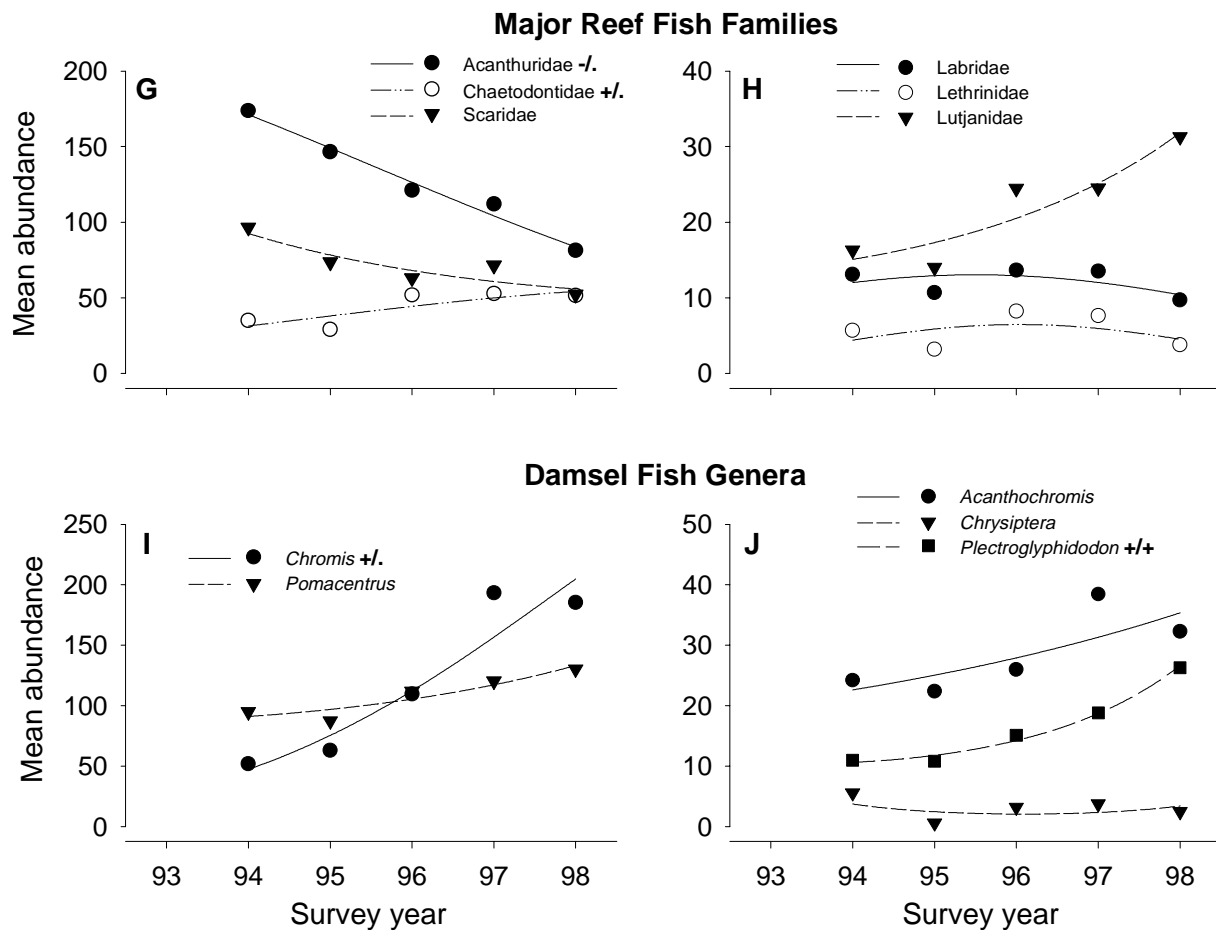 Major Reef Fish Families
G
Acanthuridae -/.
Chaetodontidae +/.
Scaridae
200
150
100
50
0
Mean abundance
H
Labridae
Lethrinidae
Lutjanidae
40
30
20
10
0
Damsel Fish Genera
I
Chromis +/.
Pomacentrus
250
200
150
100
50
0
Mean abundance
93 94 95 96 97 98
Survey year
J
Acanthochromis
Chrysiptera
Plectroglyphidodon +/+
50
40
30
20
10
0
93 94 95 96 97 98
Survey year